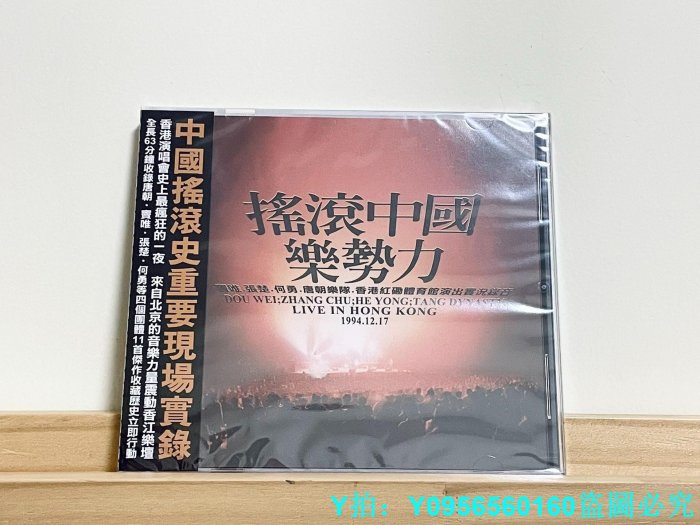 中國搖滾史重要現場實錄
香港演唱會史上最瘋狂的一夜 來自北京的音樂力量震動香江樂壇
全長63分鐘收錄唐朝·竇唯·張楚·何勇等四個團體11首傑作收藏歷史立即行動
搖滾中國
樂勢力
竇唯.張楚.何勇.唐朝樂隊.香港紅磡體育館演出實況錄音
DOU WEI;ZHANG CHU;HE YONG;TANG DYNASTY
LIVE IN HONG KONG
1994.12.17
Y拍：Y0956560160盜圖必究